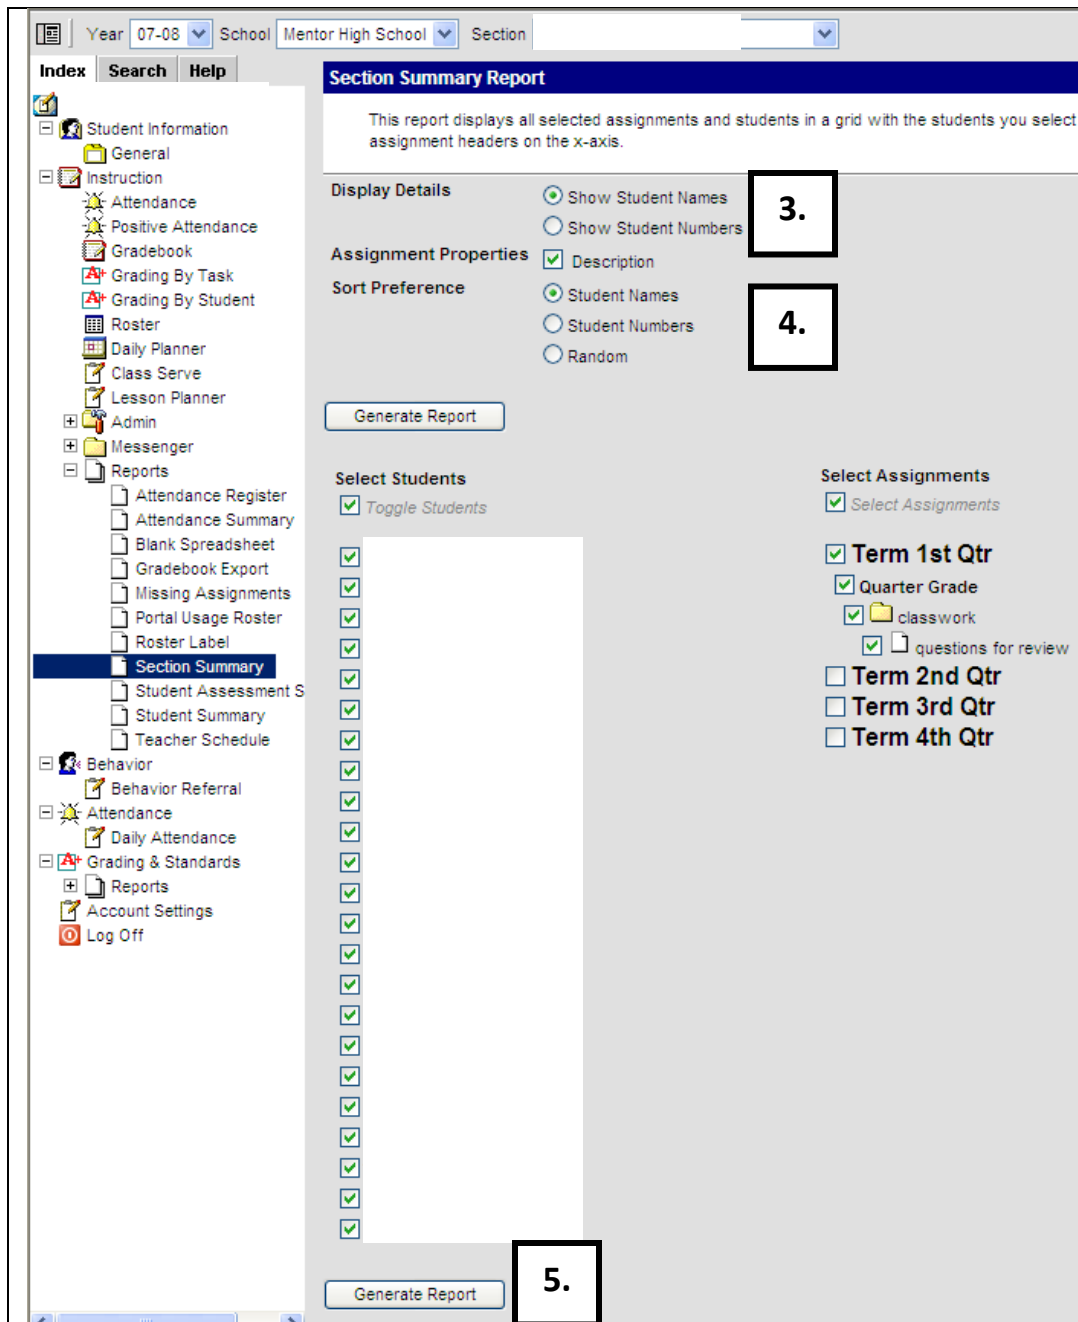 Year 07-08 School Mentor High School Section
Index Search Help
Student Information
General
Instruction
Attendance
Positive Attendance
Gradebook
Grading By Task
Grading By Student
Roster
Daily Planner
Class Serve
Lesson Planner
Admin
Messenger
Reports
Attendance Register
Attendance Summary
Blank Spreadsheet
Gradebook Export
Missing Assignments
Portal Usage Roster
Roster Label
Section Summary
Student Assessment S
Student Summary
Teacher Schedule
Behavior
Behavior Referral
Attendance
Daily Attendance
Grading & Standards
Reports
Account Settings
Log Off
Section Summary Report
This report displays all selected assignments and students in a grid with the students you select
assignment headers on the x-axis.
Display Details Show Student Names
Show Student Numbers
3.
Assignment Properties Description
Sort Preference Student Names
Student Numbers
Random
4.
Generate Report
Select Students
Toggle Students
Select Assignments
Select Assignments
Term 1st Qtr
Quarter Grade
classwork
questions for review
Term 2nd Qtr
Term 3rd Qtr
Term 4th Qtr
Generate Report
5.